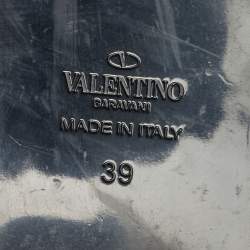 VALENTINO
GARAVANI
MADE IN ITALY
39